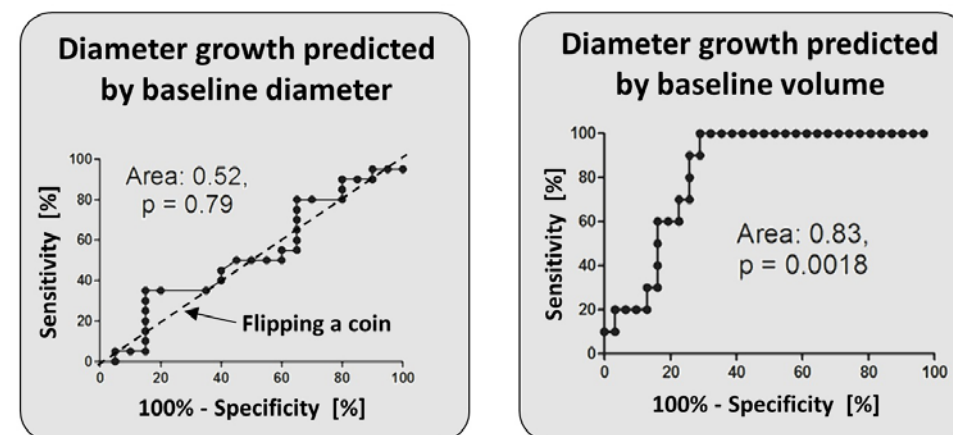 Diameter growth predicted
by baseline diameter
100
80
60
40
20
0
Sensitivity [%]
Area: 0.52,
p = 0.79
Flipping a coin
0 20 40 60 80 100
100% - Specificity [%]
Diameter growth predicted
by baseline volume
100
80
60
40
20
0
Sensitivity [%]
Area: 0.83,
p = 0.0018
0 20 40 60 80 100
100% - Specificity [%]